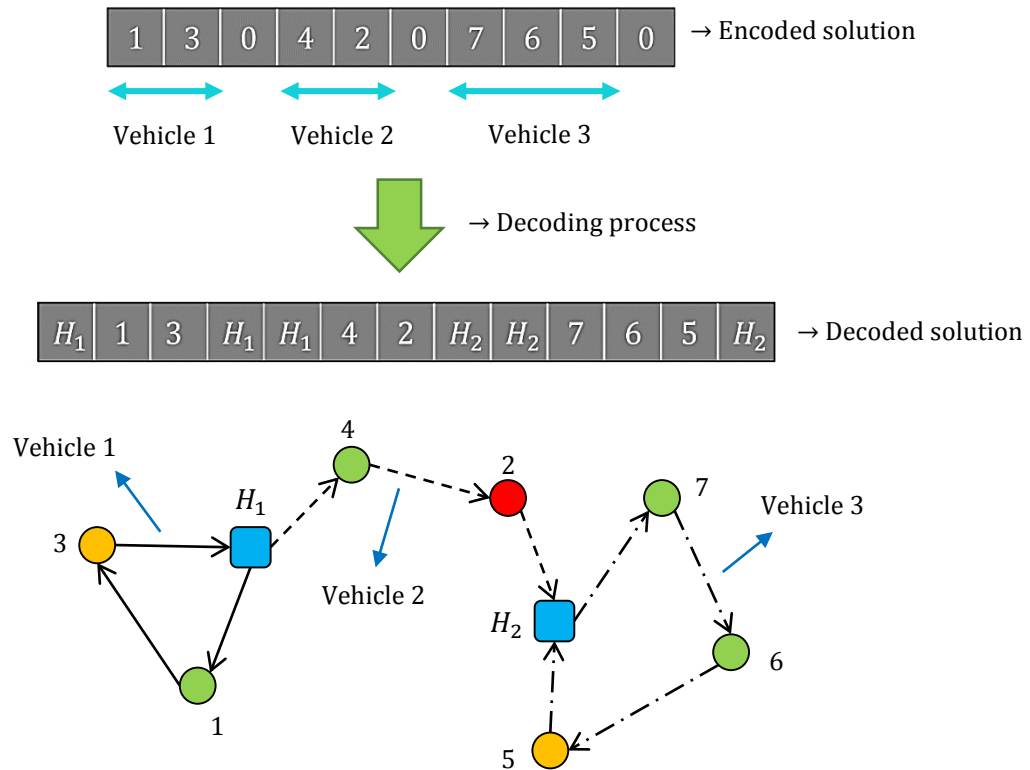 1 3 0 4 2 0 7 6 5 0 → Encoded solution
Vehicle 1 Vehicle 2 Vehicle 3
→ Decoding process
H₁ 1 3 H₁ H₁ 4 2 H₂ H₂ 7 6 5 H₂ → Decoded solution
4
Vehicle 1
2
7
H₁
Vehicle 3
3
Vehicle 2
H₂
6
1
5